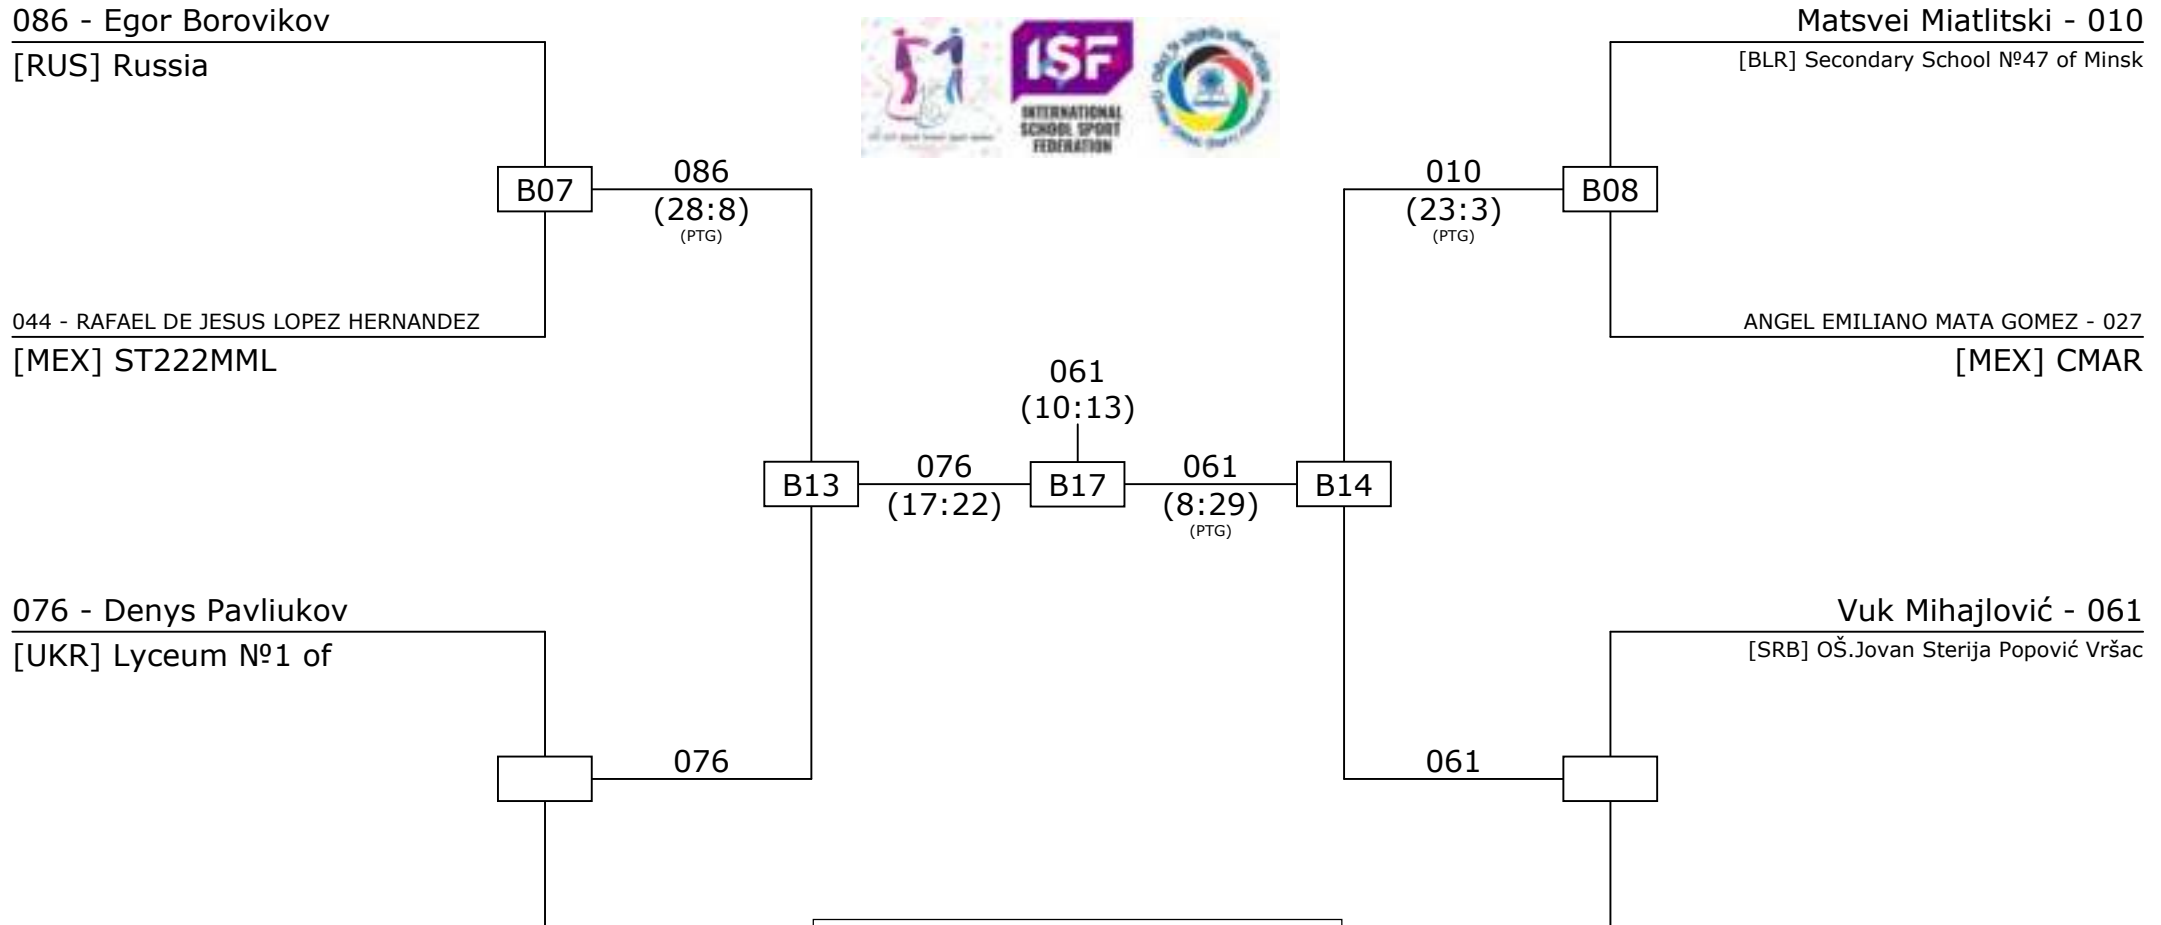 086 - Egor Borovikov
[RUS] Russia
Matsvei Miatlitski - 010
[BLR] Secondary School №47 of Minsk
ISF
INTERNATIONAL
SCHOOL SPORT
FEDERATION
B07
086
(28:8)
(PTG)
010
(23:3)
(PTG)
B08
044 - RAFAEL DE JESUS LOPEZ HERNANDEZ
[MEX] ST222MML
ANGEL EMILIANO MATA GOMEZ - 027
[MEX] CMAR
061
(10:13)
B13
076
(17:22)
B17
061
(8:29)
(PTG)
B14
076 - Denys Pavliukov
[UKR] Lyceum №1 of
Vuk Mihajlović - 061
[SRB] OŠ.Jovan Sterija Popović Vršac
076
061